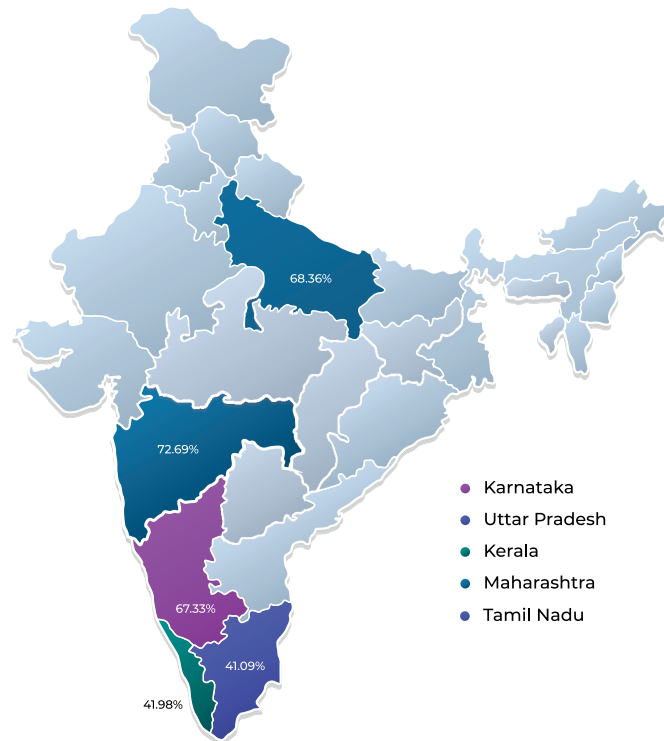 68.36%
72.69%
67.33%
41.09%
41.98%
Karnataka
Uttar Pradesh
Kerala
Maharashtra
Tamil Nadu